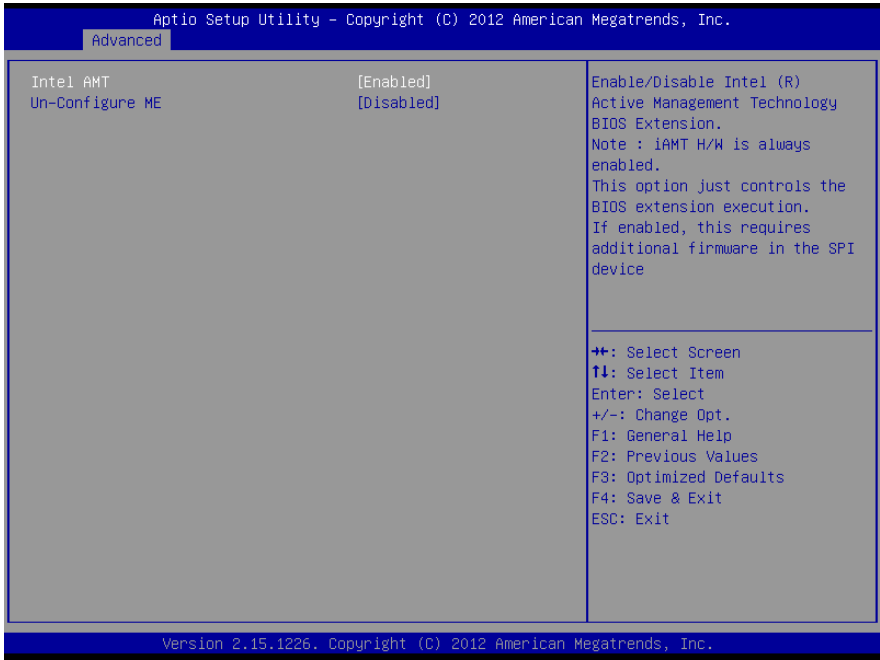 Aptio Setup Utility – Copyright (C) 2012 American Megatrends, Inc.
Advanced
Intel AMT [Enabled]
Un-Configure ME [Disabled]
Enable/Disable Intel (R)
Active Management Technology
BIOS Extension.
Note : iAMT H/W is always
enabled.
This option just controls the
BIOS extension execution.
If enabled, this requires
additional firmware in the SPI
device
→←: Select Screen
↑↓: Select Item
Enter: Select
+/-: Change Opt.
F1: General Help
F2: Previous Values
F3: Optimized Defaults
F4: Save & Exit
ESC: Exit
Version 2.15.1226. Copyright (C) 2012 American Megatrends, Inc.